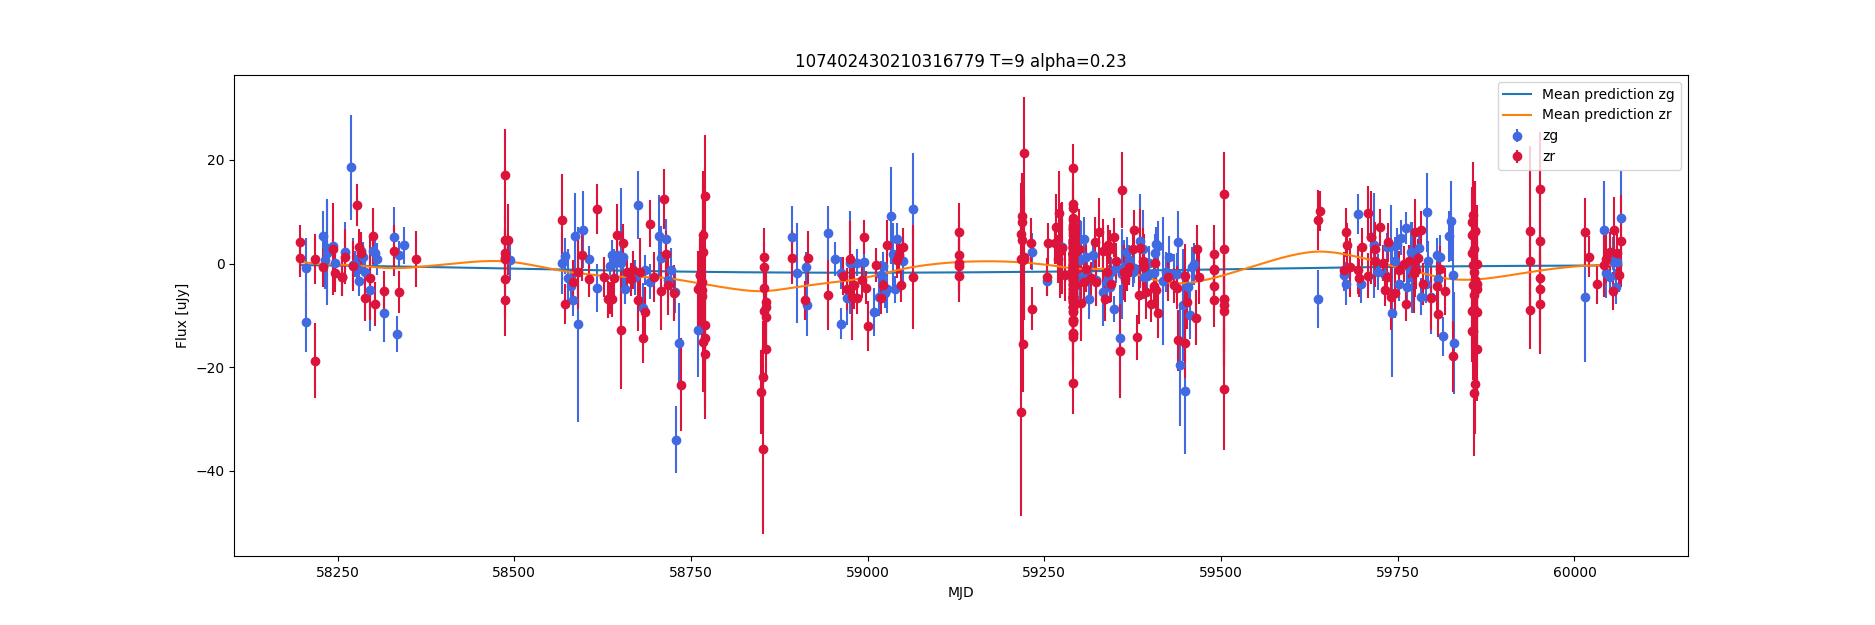 107402430210316779 T=9 alpha=0.23
Mean prediction zg
Mean prediction zr
zg
zr
Flux [uJy]
20
0
−20
−40
58250 58500 58750 59000 59250 59500 59750 60000
MJD